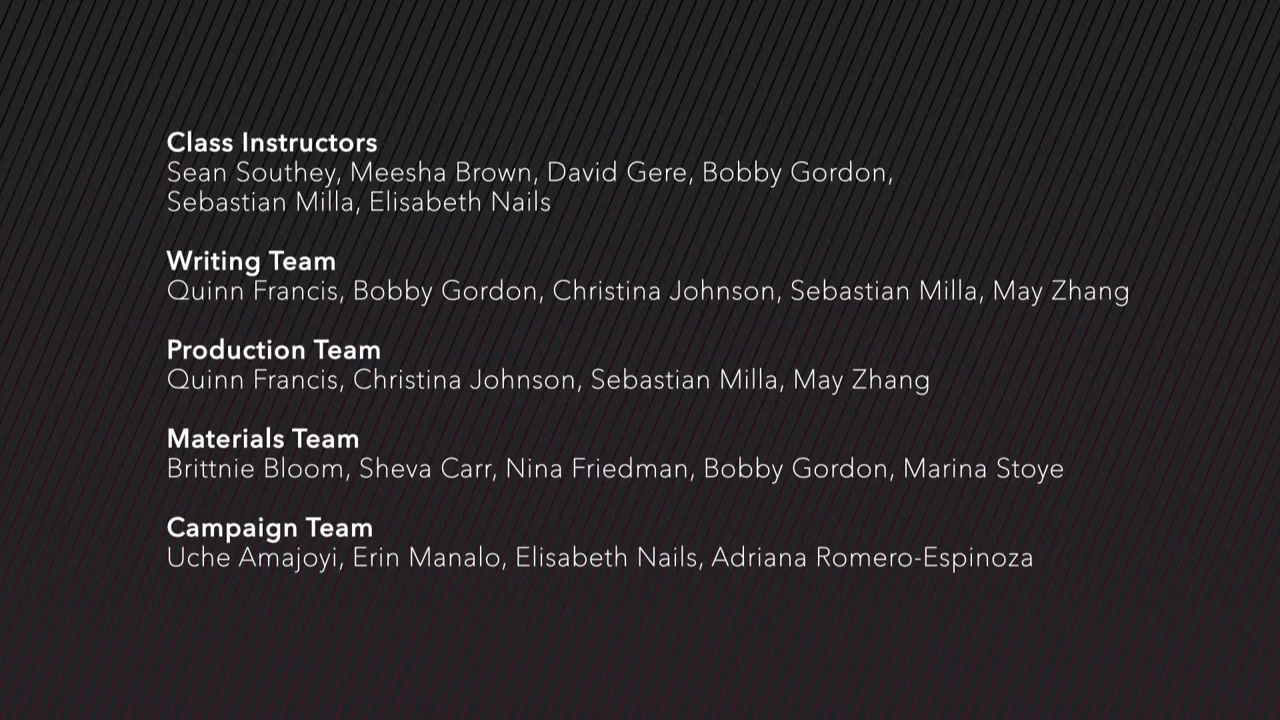 Class Instructors
Sean Southey, Meesha Brown, David Gere, Bobby Gordon,
Sebastian Milla, Elisabeth Nails
Writing Team
Quinn Francis, Bobby Gordon, Christina Johnson, Sebastian Milla, May Zhang
Production Team
Quinn Francis, Christina Johnson, Sebastian Milla, May Zhang
Materials Team
Brittnie Bloom, Sheva Carr, Nina Friedman, Bobby Gordon, Marina Stoye
Campaign Team
Uche Amajoyi, Erin Manalo, Elisabeth Nails, Adriana Romero-Espinoza